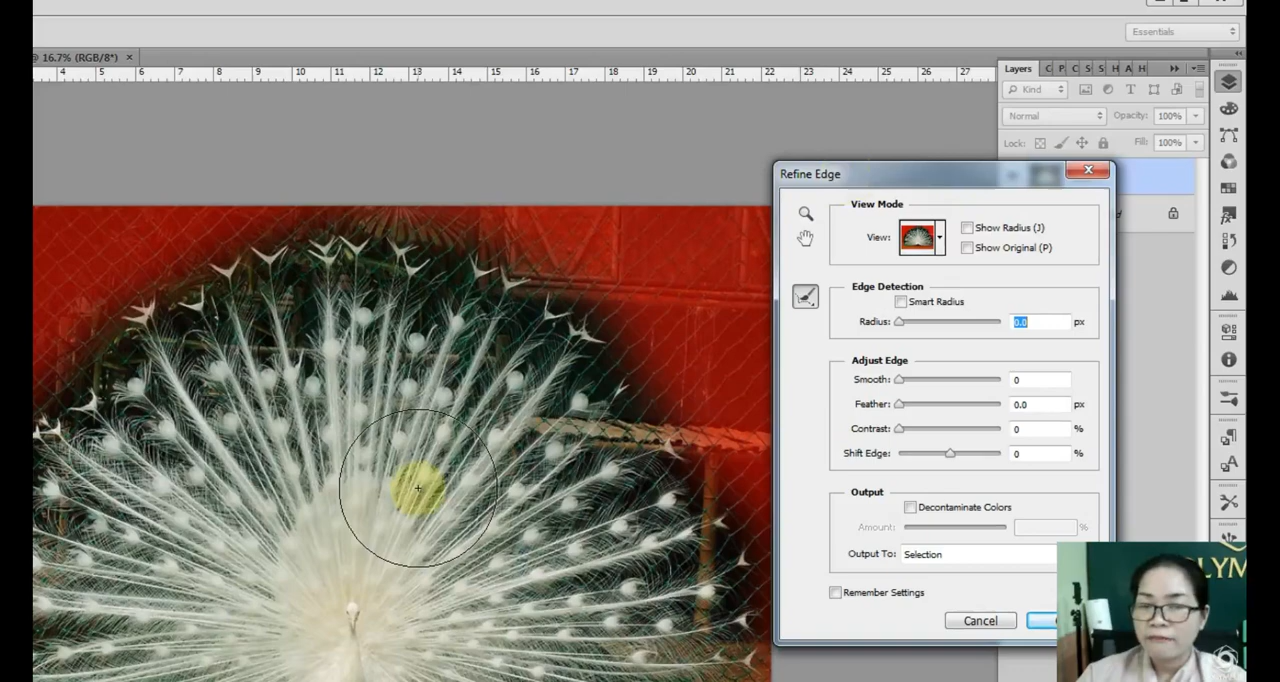 Essentials
@ 16.7% (RGB/8*) ×
4 5 6 7 8 9 10 11 12 13 14 15 16 17 18 19 20 21 22 23 24 25 26 27
Layers C P C S S H A H
Kind T
Normal Opacity: 100%
Lock: Fill: 100%
Refine Edge
View Mode
View:
Show Radius (J)
Show Original (P)
Edge Detection
Smart Radius
Radius: 0.0 px
Adjust Edge
Smooth: 0
Feather: 0.0 px
Contrast: 0 %
Shift Edge: 0 %
Output
Decontaminate Colors
Amount: %
Output To: Selection
Remember Settings
Cancel